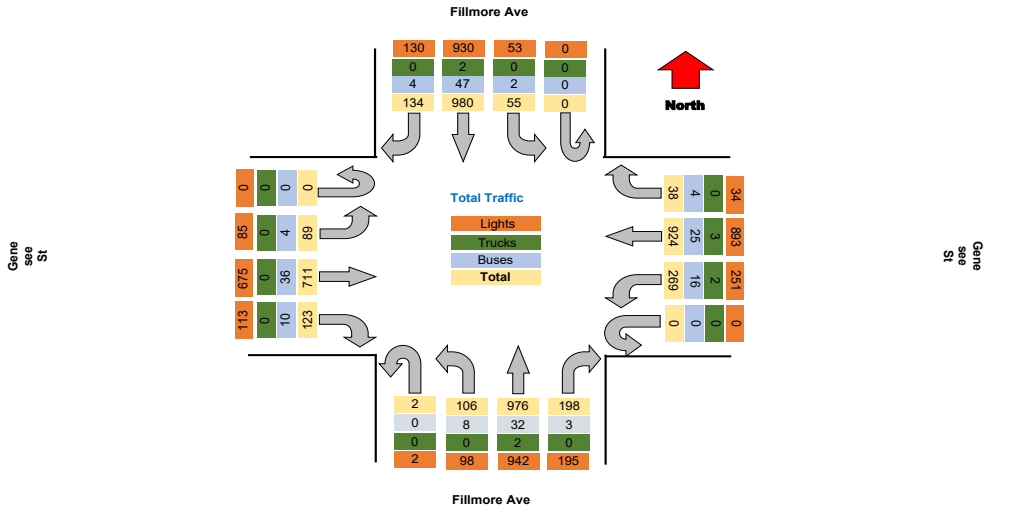 Fillmore Ave
130 930 53 0
0 2 0 0
4 47 2 0
134 980 55 0
North
0 0 0 0
85 0 4 89
675 0 36 711
113 0 10 123
Gene
see
St
Total Traffic
Lights
Trucks
Buses
Total
38 4 0 34
924 25 3 893
269 16 2 251
0 0 0 0
Gene
see
St
2 106 976 198
0 8 32 3
0 0 2 0
2 98 942 195
Fillmore Ave